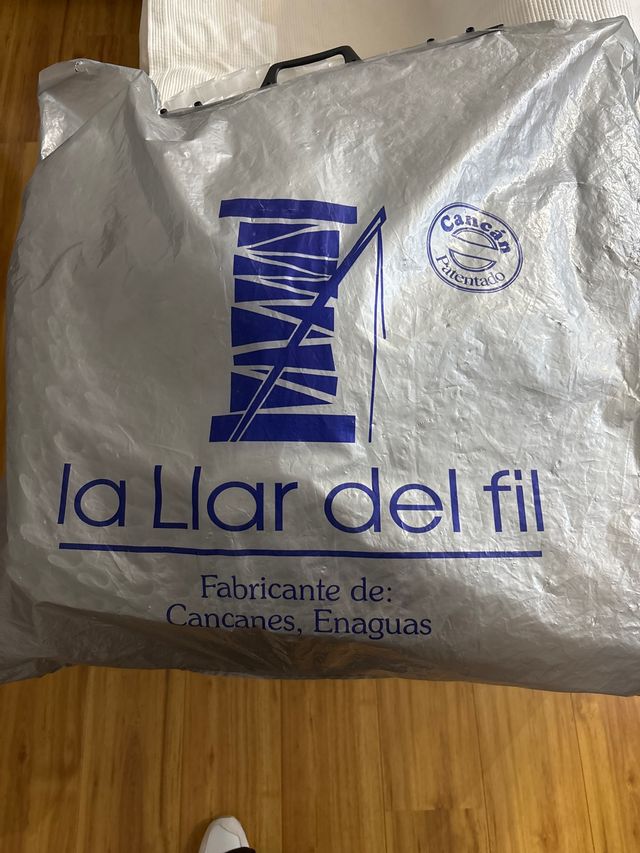 Cancán
Patentado
la Llar del fil
Fabricante de:
Cancanes, Enaguas